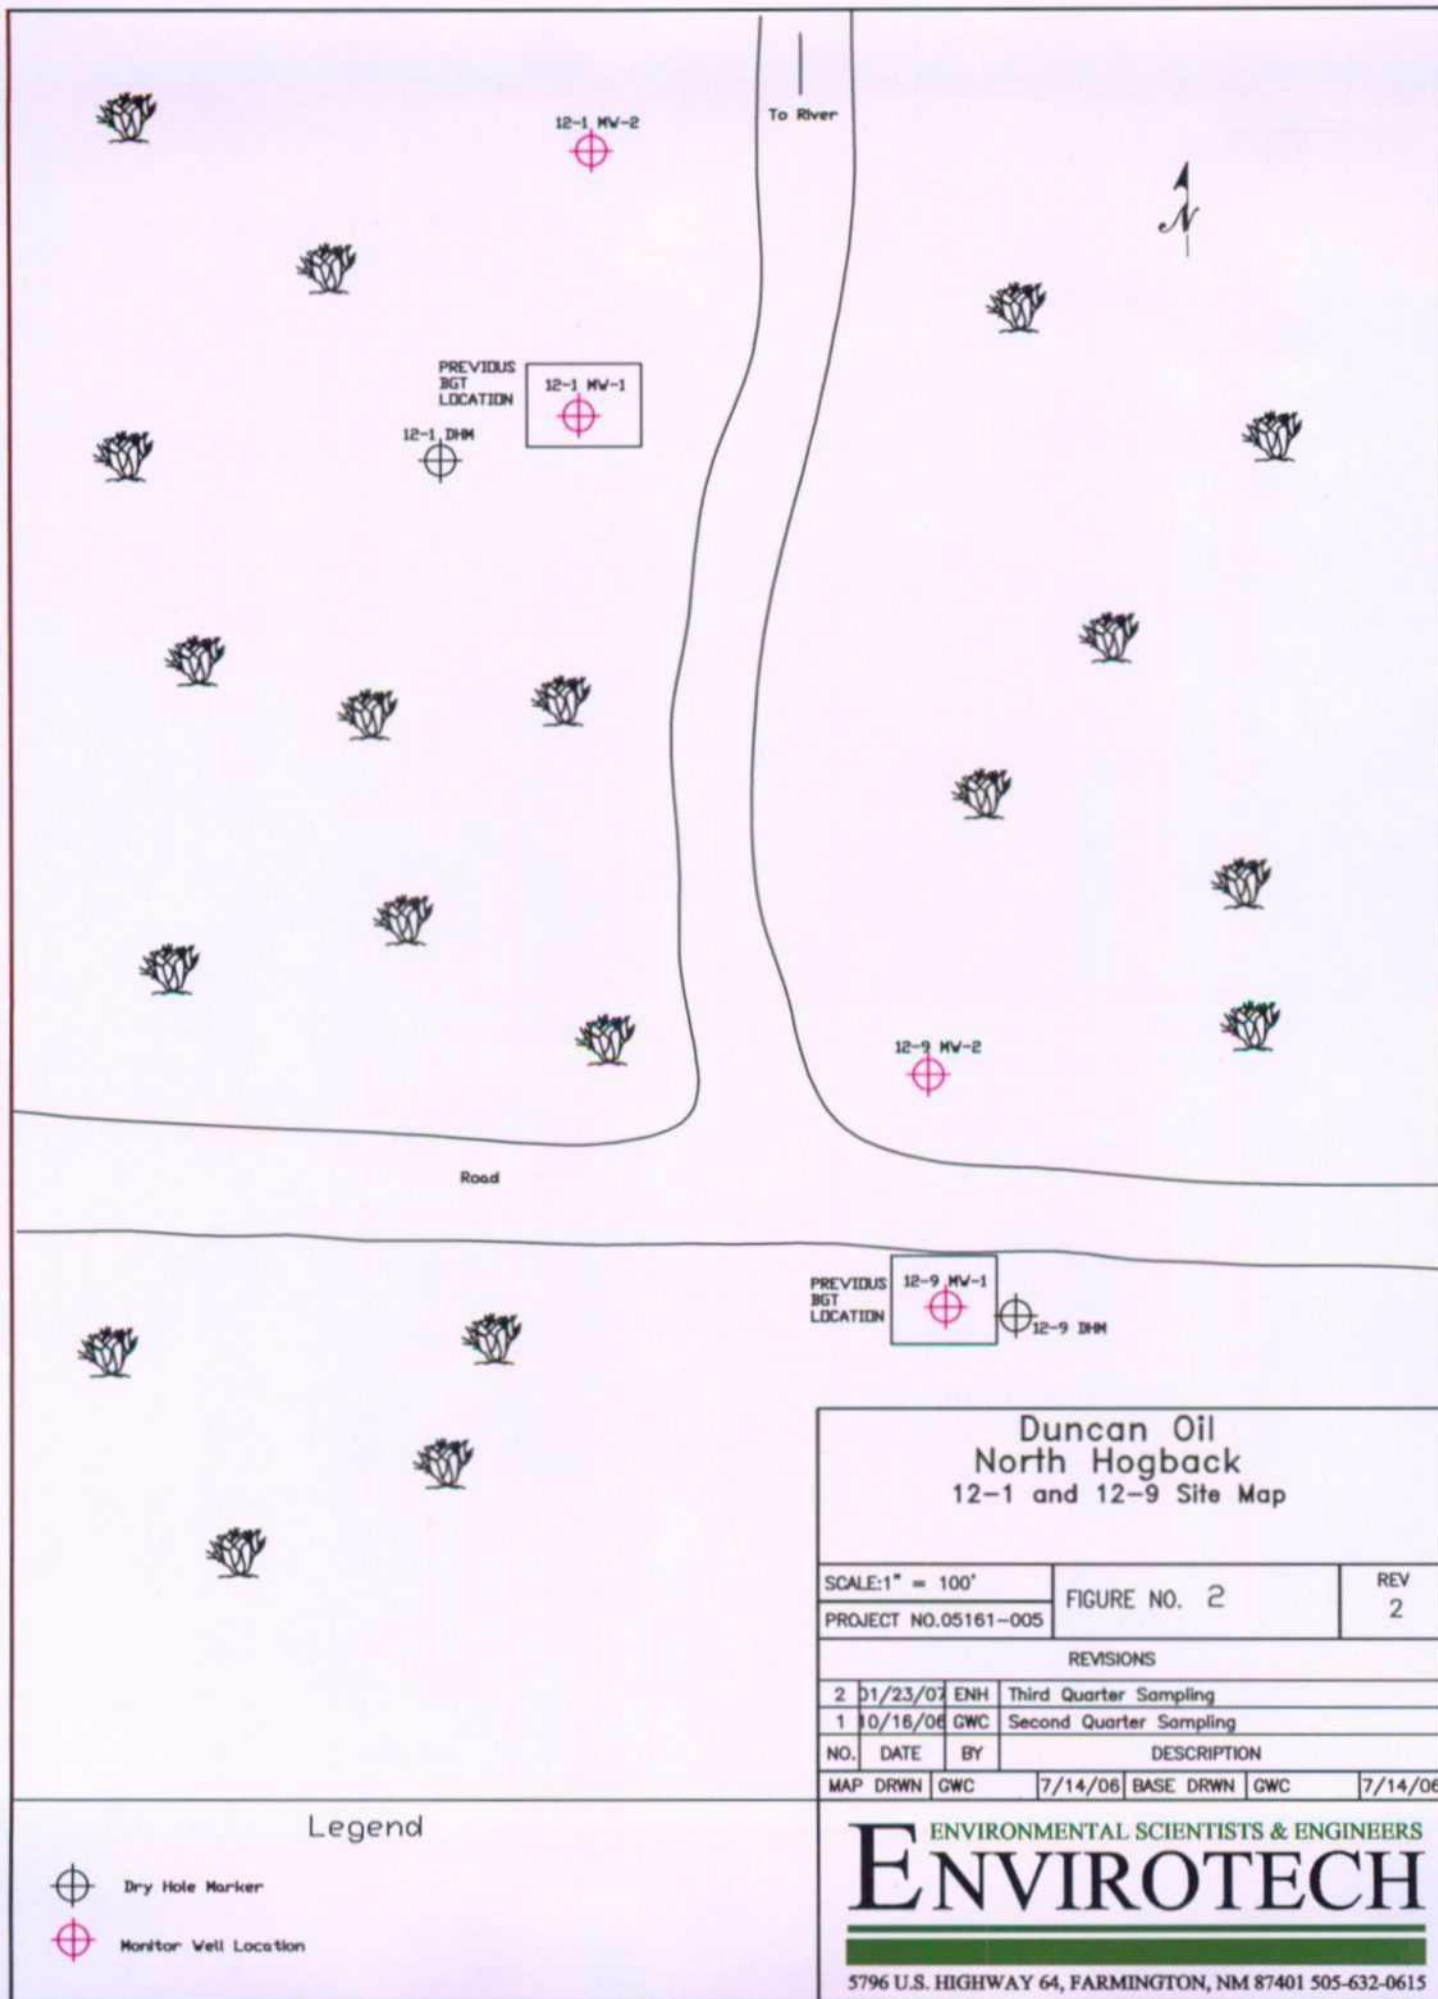 To River
12-1 MW-2
N
PREVIOUS
BGT
LOCATION
12-1 MW-1
12-1 DHM
12-9 MW-2
Road
PREVIOUS
BGT
LOCATION
12-9 MW-1
12-9 DHM
Duncan Oil
North Hogback
12-1 and 12-9 Site Map
SCALE:1" = 100'
PROJECT NO.05161-005
FIGURE NO. 2
REV
2
REVISIONS
2 01/23/07 ENH Third Quarter Sampling
1 10/16/06 GWC Second Quarter Sampling
NO. DATE BY DESCRIPTION
MAP DRWN GWC 7/14/06 BASE DRWN GWC 7/14/06
Legend
Dry Hole Marker
Monitor Well Location
ENVIRONMENTAL SCIENTISTS & ENGINEERS
ENVIROTECH
5796 U.S. HIGHWAY 64, FARMINGTON, NM 87401 505-632-0615